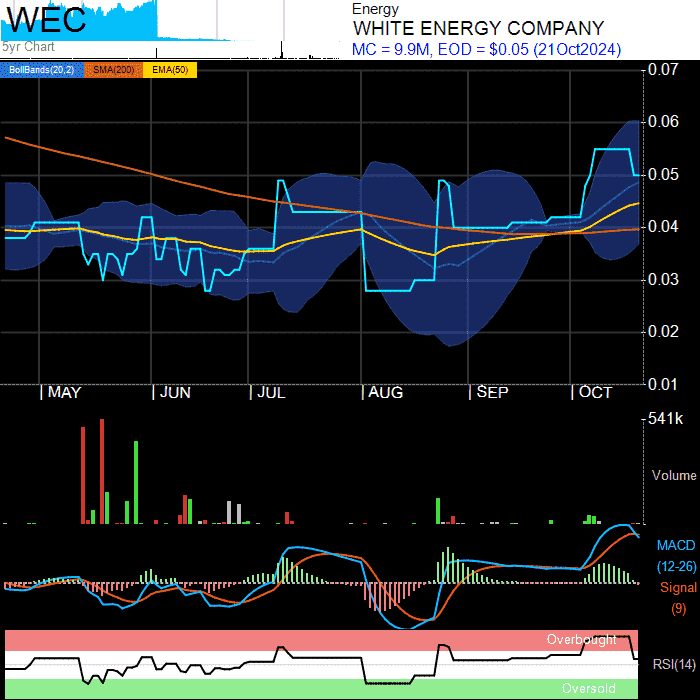 WEC
5yr Chart
Energy
WHITE ENERGY COMPANY
MC = 9.9M, EOD = $0.05 (21Oct2024)
BollBands(20,2) SMA(200) EMA(50)
0.07
0.06
0.05
0.04
0.03
0.02
0.01
MAY JUN JUL AUG SEP OCT
541k
Volume
MACD
(12-26)
Signal
(9)
Overbought
RSI(14)
Oversold